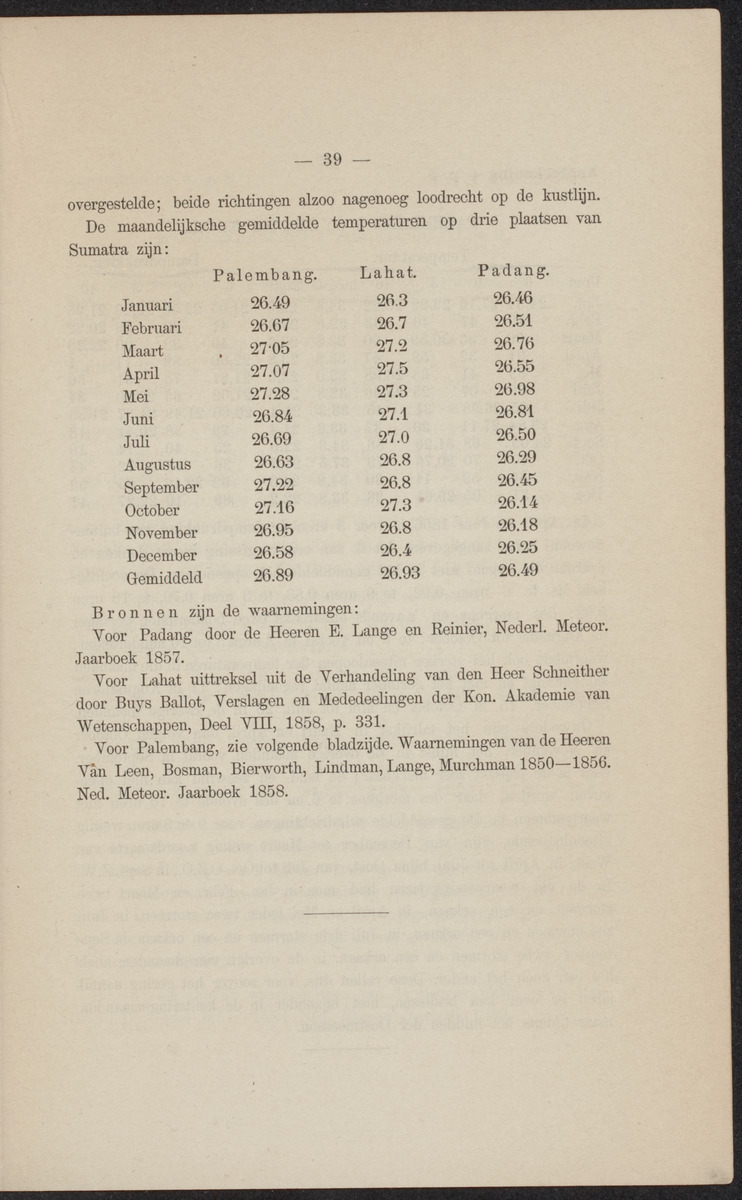 — 39 —
overgestelde; beide richtingen alzoo nagenoeg loodrecht op de kustlijn.
De maandelijksche gemiddelde temperaturen op drie plaatsen van
Sumatra zijn:
Palembang. Lahat. Padang.
Januari 26.49 26.3 26.46
Februari 26.67 26.7 26.51
Maart 27·05 27.2 26.76
April 27.07 27.5 26.55
Mei 27.28 27.3 26.98
Juni 26.84 27.1 26.81
Juli 26.69 27.0 26.50
Augustus 26.63 26.8 26.29
September 27.22 26.8 26.45
October 27.16 27.3 26.14
November 26.95 26.8 26.18
December 26.58 26.4 26.25
Gemiddeld 26.89 26.93 26.49
Bronnen zijn de waarnemingen:
Voor Padang door de Heeren E. Lange en Reinier, Nederl. Meteor.
Jaarboek 1857.
Voor Lahat uittreksel uit de Verhandeling van den Heer Schneither
door Buys Ballot, Verslagen en Mededeelingen der Kon. Akademie van
Wetenschappen, Deel VIII, 1858, p. 331.
Voor Palembang, zie volgende bladzijde. Waarnemingen van de Heeren
Van Leen, Bosman, Bierworth, Lindman, Lange, Murchman 1850—1856.
Ned. Meteor. Jaarboek 1858.